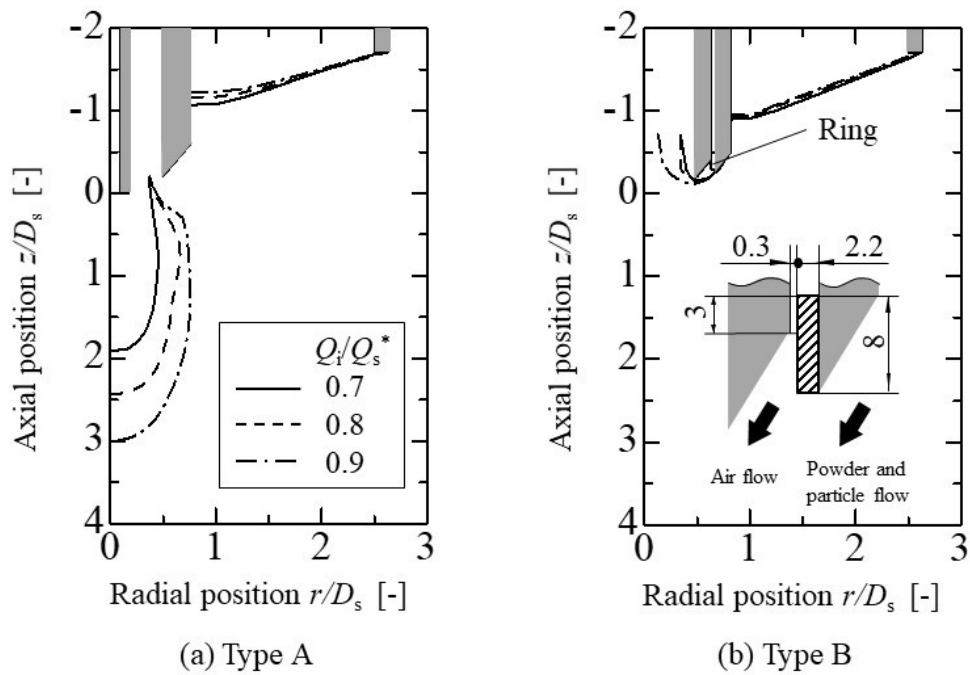 -2
-1
0
1
2
3
4
Axial position z/Dₛ [-]
Qᵢ/Qₛ*
0.7
0.8
0.9
0
1
2
3
Radial position r/Dₛ [-]
(a) Type A
-2
-1
0
1
2
3
4
Axial position z/Dₛ [-]
Ring
0.3
2.2
3
8
Air flow
Powder and
particle flow
0
1
2
3
Radial position r/Dₛ [-]
(b) Type B